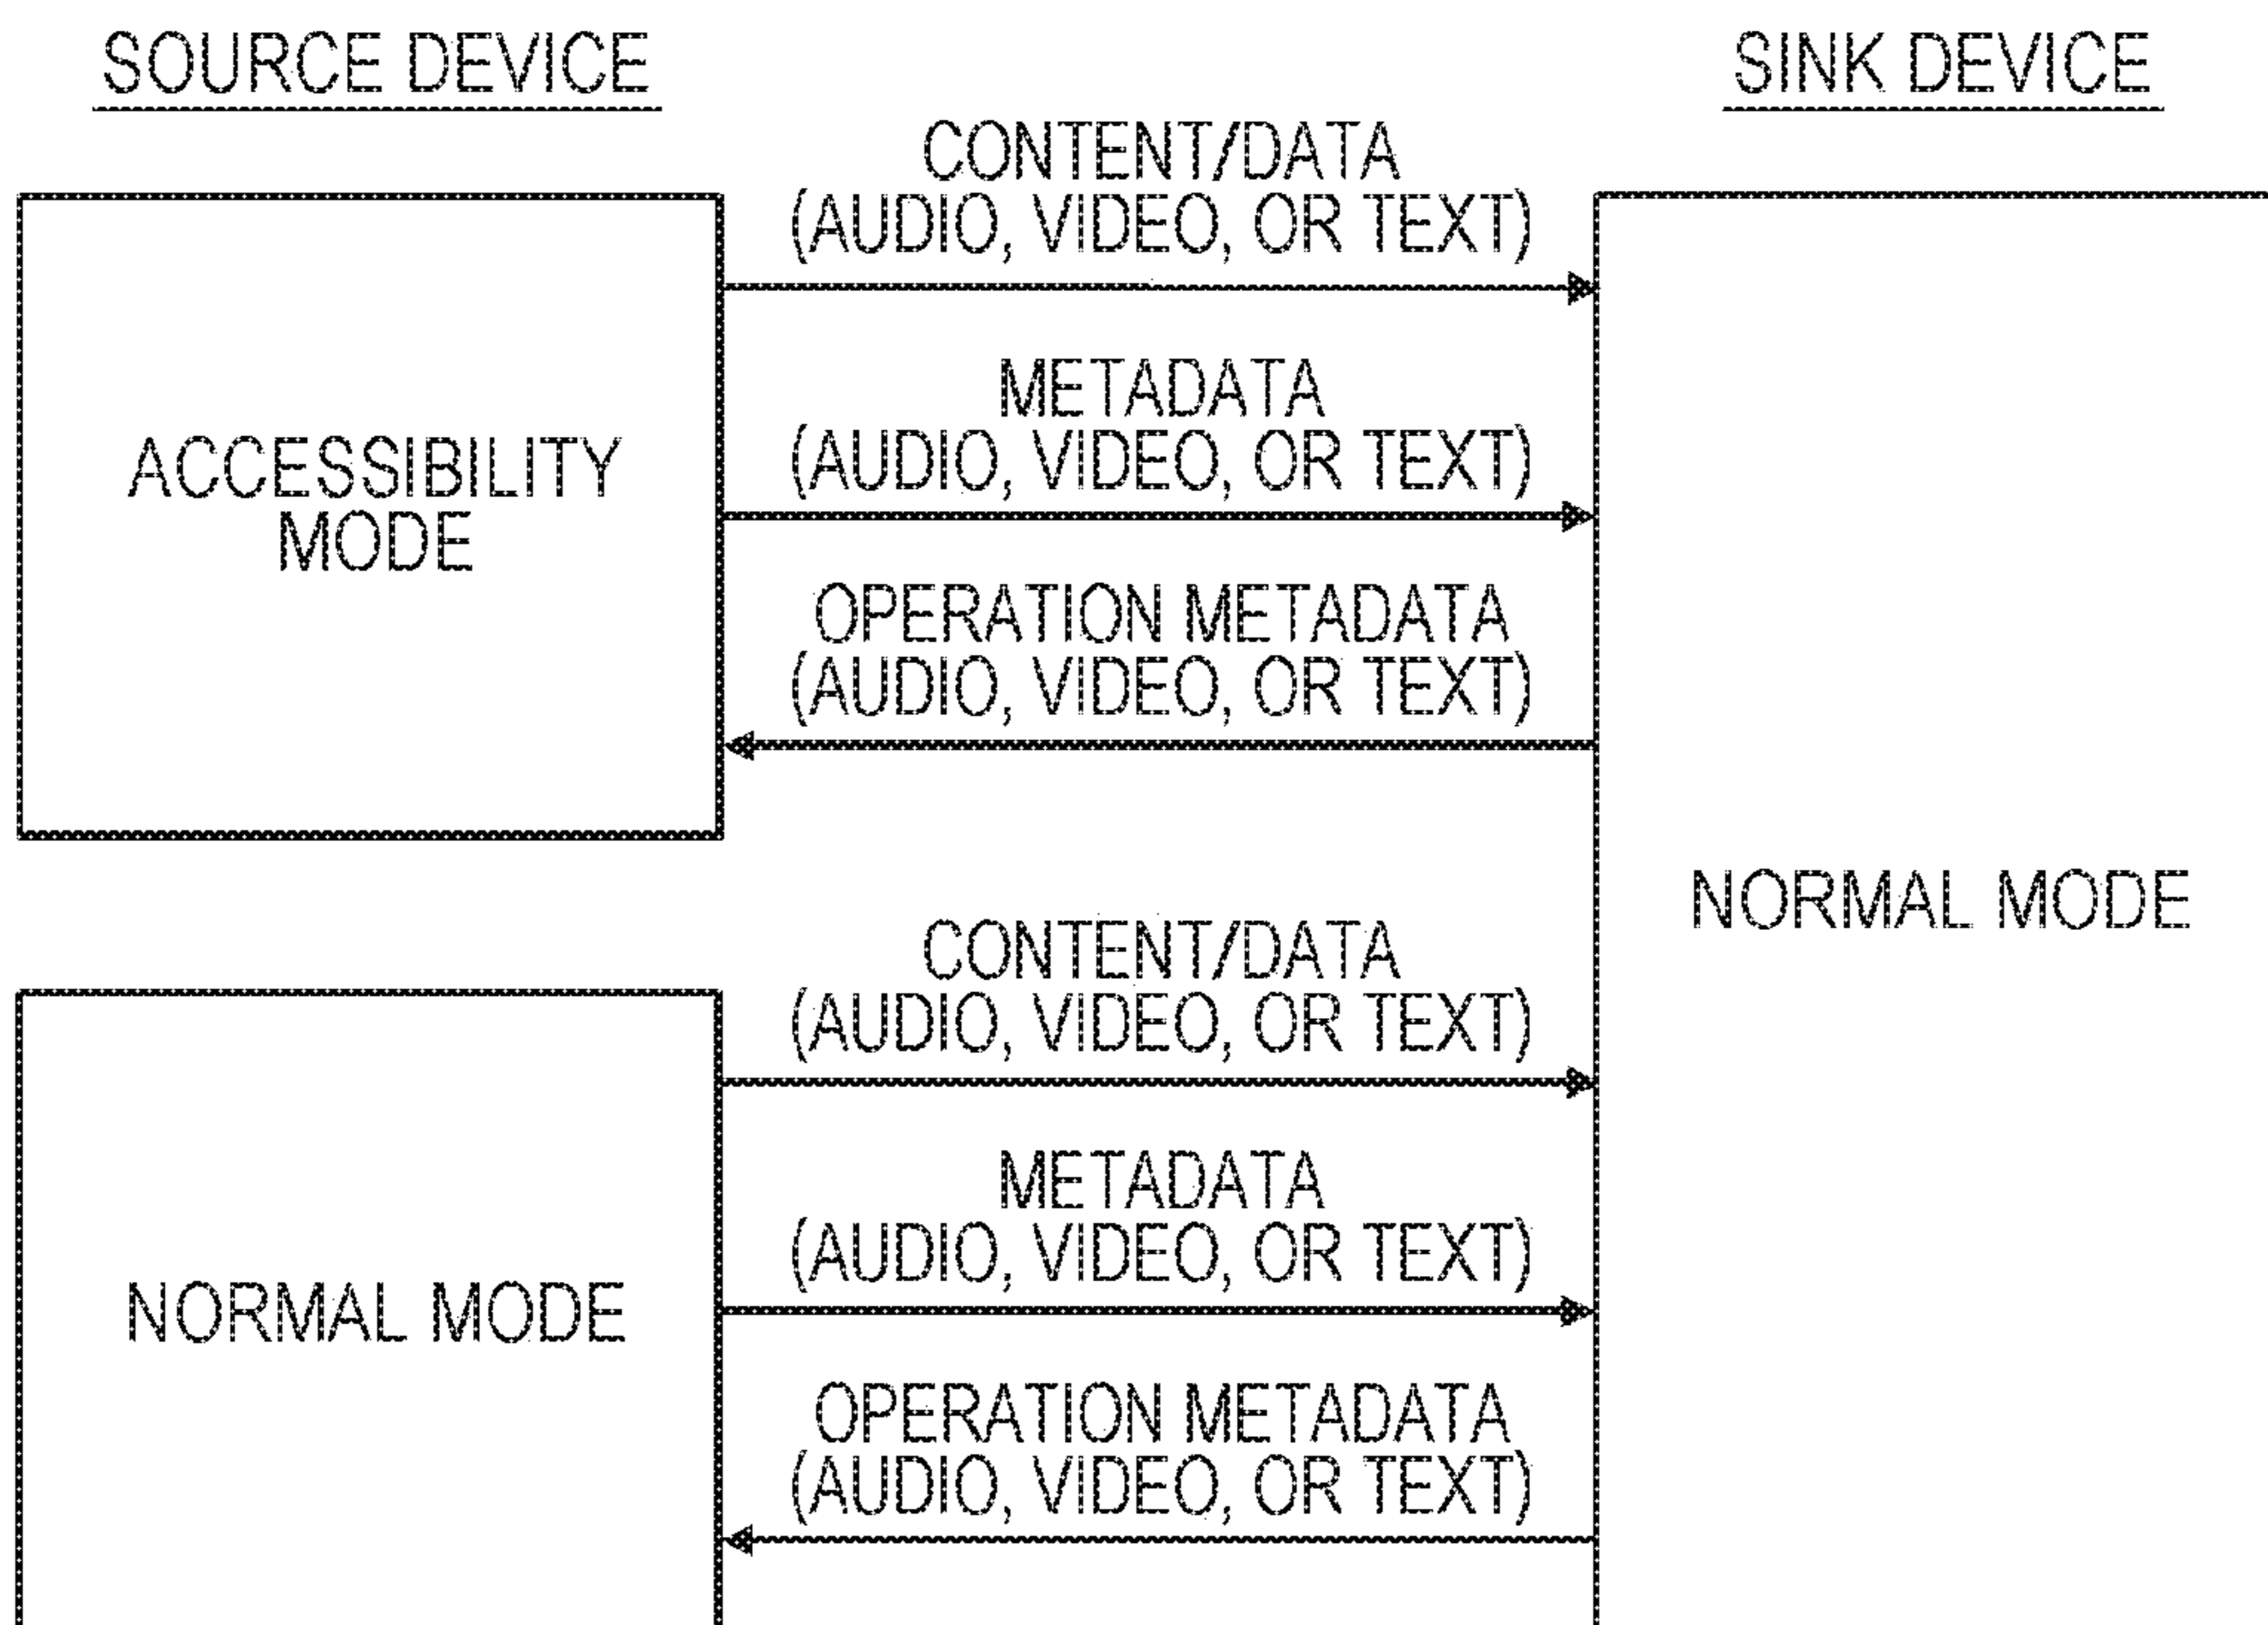 SOURCE DEVICE
SINK DEVICE
CONTENT/DATA
(AUDIO, VIDEO, OR TEXT)
METADATA
(AUDIO, VIDEO, OR TEXT)
ACCESSIBILITY
MODE
OPERATION METADATA
(AUDIO, VIDEO, OR TEXT)
NORMAL MODE
CONTENT/DATA
(AUDIO, VIDEO, OR TEXT)
METADATA
(AUDIO, VIDEO, OR TEXT)
NORMAL MODE
OPERATION METADATA
(AUDIO, VIDEO, OR TEXT)